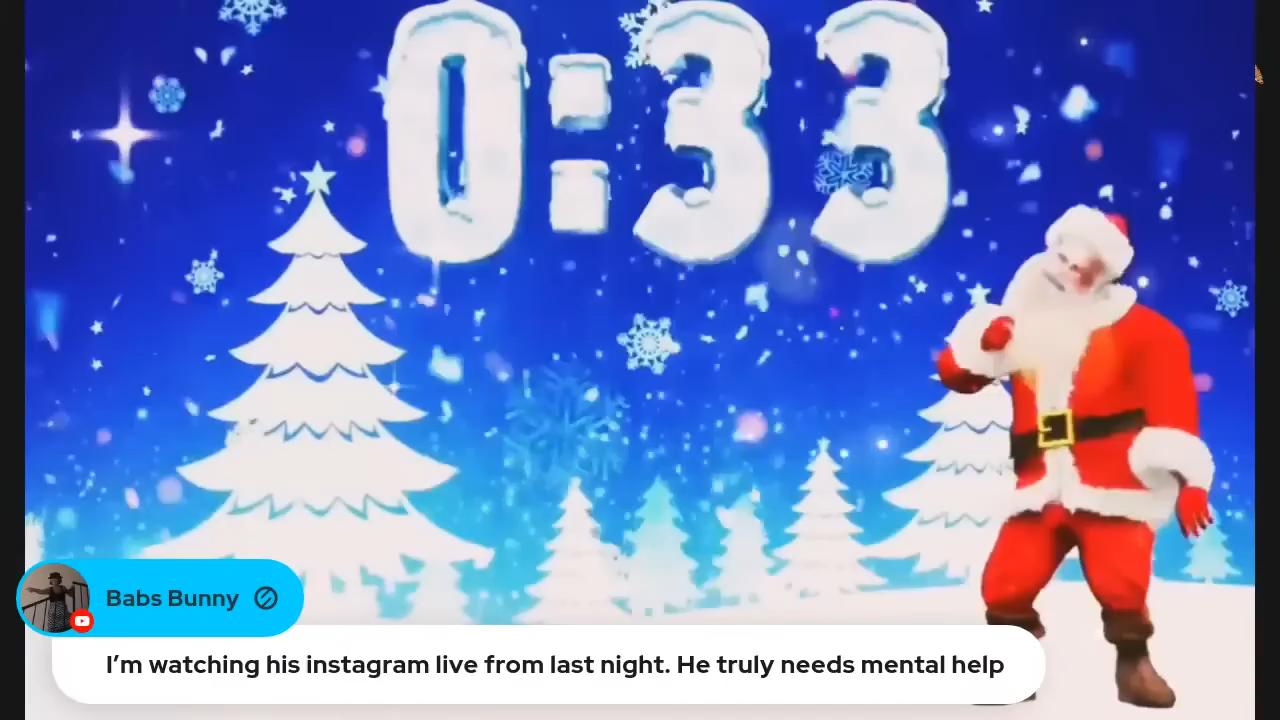 0:33
Babs Bunny
I’m watching his instagram live from last night. He truly needs mental help